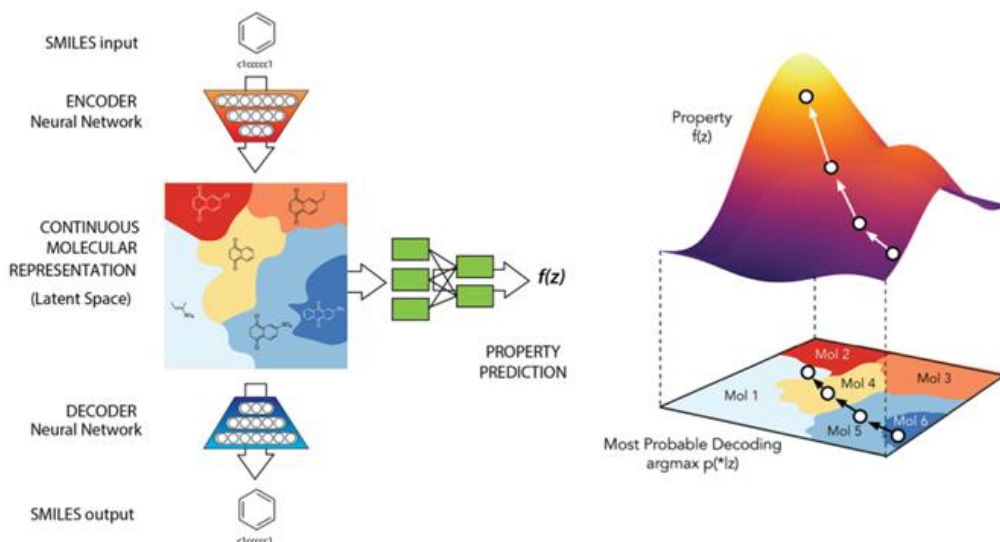 SMILES input
c1ccccc1
ENCODER
Neural Network
CONTINUOUS
MOLECULAR
REPRESENTATION
(Latent Space)
f(z)
PROPERTY
PREDICTION
DECODER
Neural Network
SMILES output
c1ccccc1
Property
f(z)
Mol 1
Mol 2
Mol 3
Mol 4
Mol 5
Mol 6
Most Probable Decoding
argmax p(*|z)